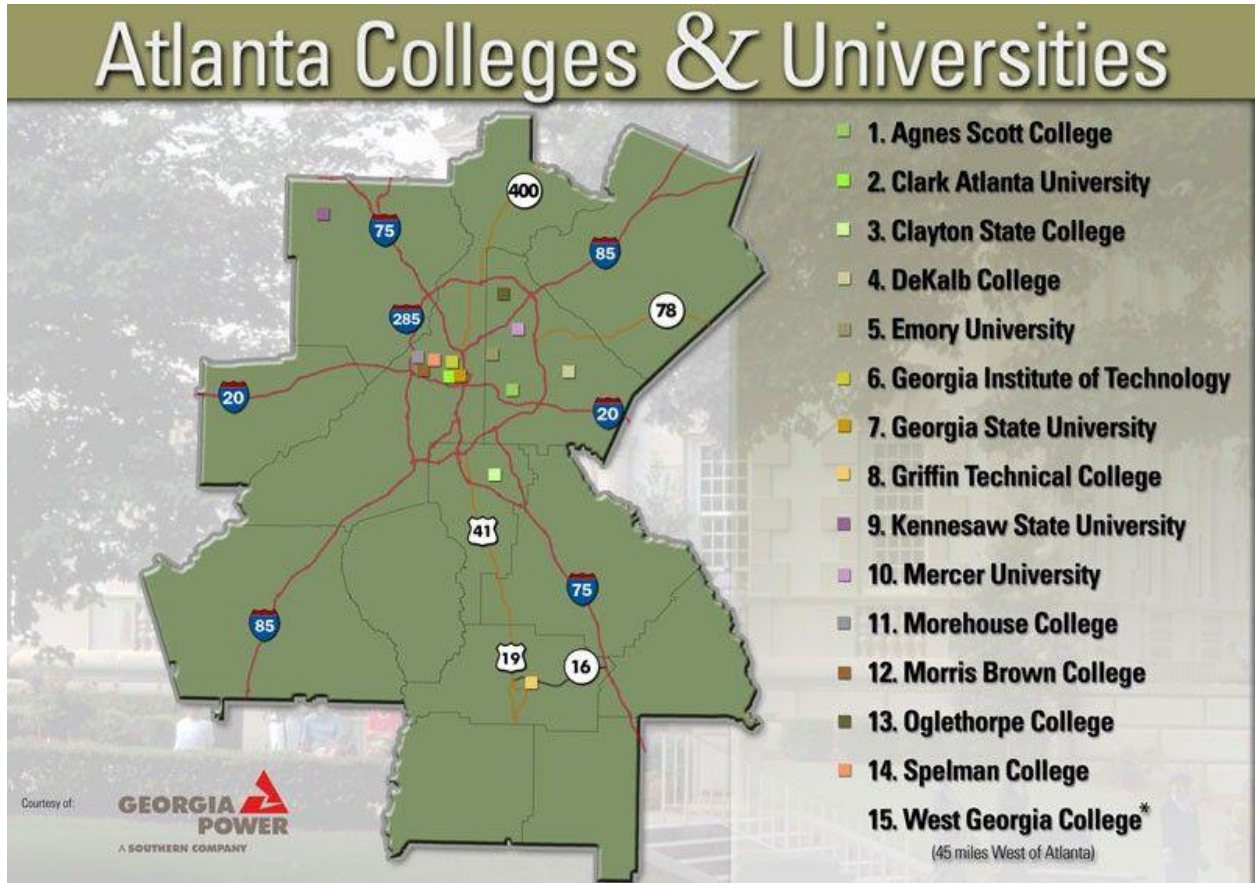 Atlanta Colleges & Universities
400
75
85
285
78
20
20
41
75
85
19
16
1. Agnes Scott College
2. Clark Atlanta University
3. Clayton State College
4. DeKalb College
5. Emory University
6. Georgia Institute of Technology
7. Georgia State University
8. Griffin Technical College
9. Kennesaw State University
10. Mercer University
11. Morehouse College
12. Morris Brown College
13. Oglethorpe College
14. Spelman College
15. West Georgia College*
(45 miles West of Atlanta)
Courtesy of:
GEORGIA
POWER
A SOUTHERN COMPANY